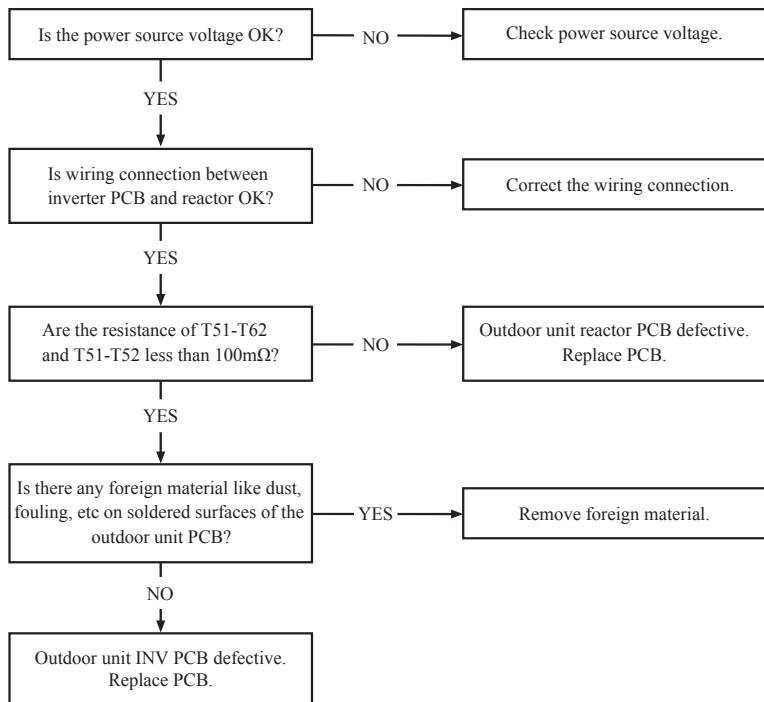 Is the power source voltage OK?
NO
Check power source voltage.
YES
Is wiring connection between
inverter PCB and reactor OK?
NO
Correct the wiring connection.
YES
Are the resistance of T51-T62
and T51-T52 less than 100mΩ?
NO
Outdoor unit reactor PCB defective.
Replace PCB.
YES
Is there any foreign material like dust,
fouling, etc on soldered surfaces of the
outdoor unit PCB?
YES
Remove foreign material.
NO
Outdoor unit INV PCB defective.
Replace PCB.